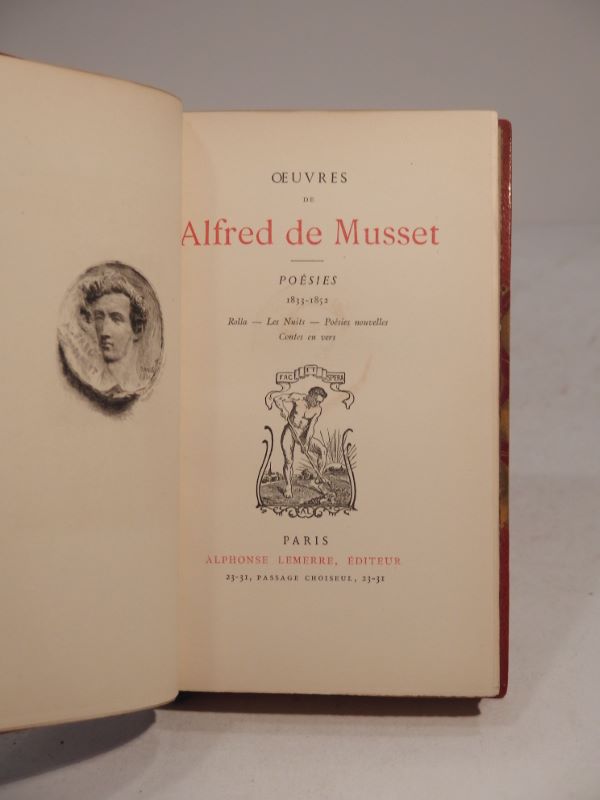 ŒUVRES
DE
Alfred de Musset
POÉSIES
1833-1852
Rolla — Les Nuits — Poésies nouvelles
Contes en vers
FAC ET SPERA
AL
PARIS
ALPHONSE LEMERRE, ÉDITEUR
23-31, PASSAGE CHOISEUL, 23-31